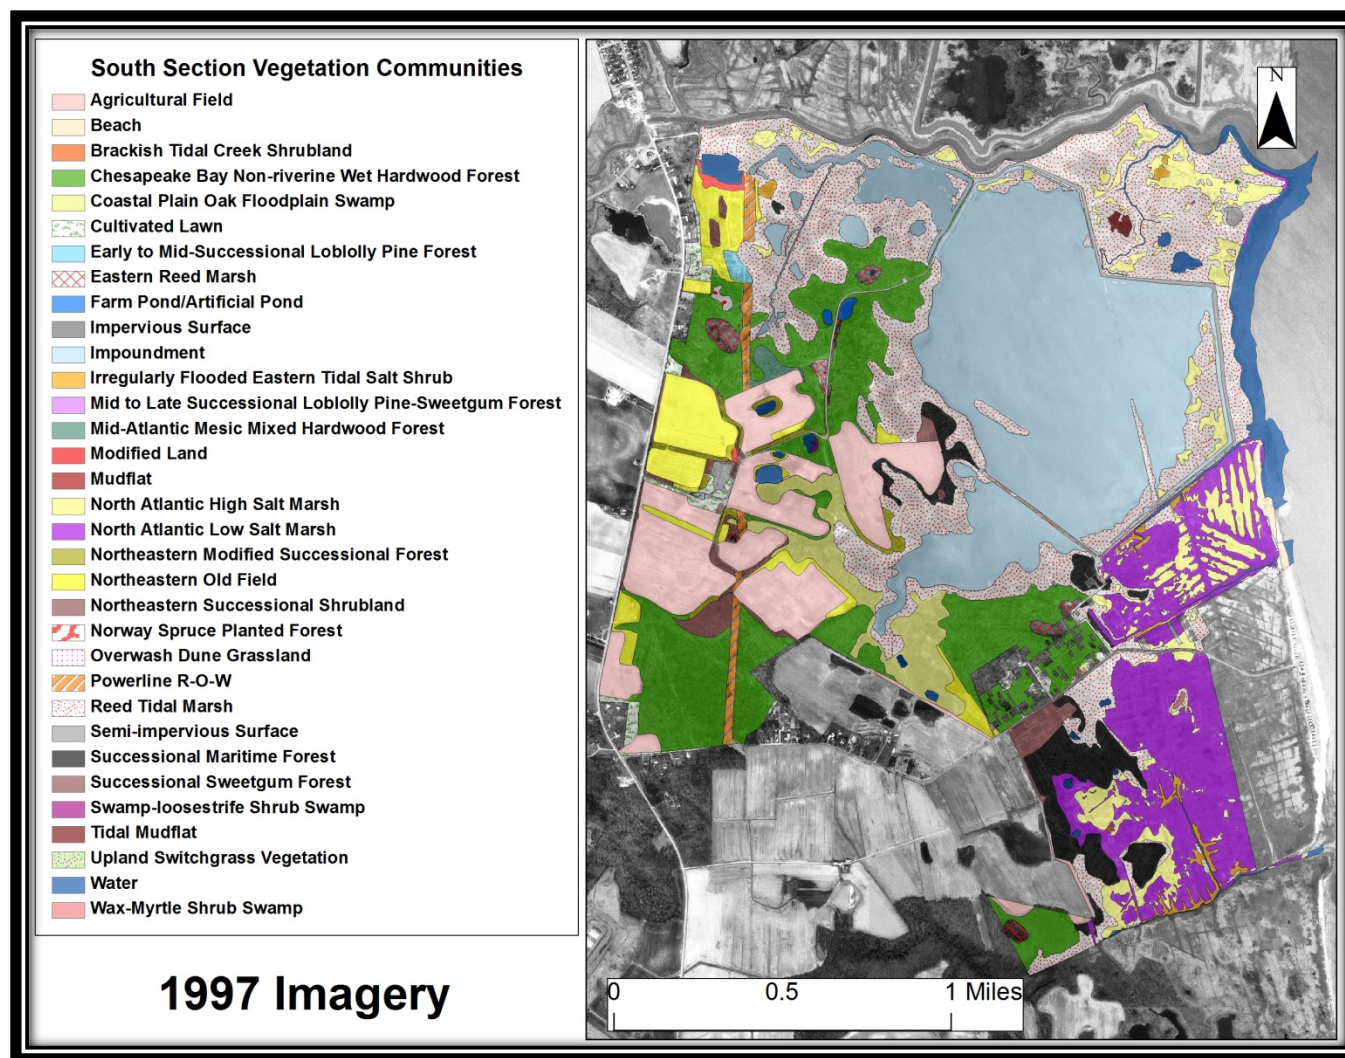 South Section Vegetation Communities
Agricultural Field
Beach
Brackish Tidal Creek Shrubland
Chesapeake Bay Non-riverine Wet Hardwood Forest
Coastal Plain Oak Floodplain Swamp
Cultivated Lawn
Early to Mid-Successional Loblolly Pine Forest
Eastern Reed Marsh
Farm Pond/Artificial Pond
Impervious Surface
Impoundment
Irregularly Flooded Eastern Tidal Salt Shrub
Mid to Late Successional Loblolly Pine-Sweetgum Forest
Mid-Atlantic Mesic Mixed Hardwood Forest
Modified Land
Mudflat
North Atlantic High Salt Marsh
North Atlantic Low Salt Marsh
Northeastern Modified Successional Forest
Northeastern Old Field
Northeastern Successional Shrubland
Norway Spruce Planted Forest
Overwash Dune Grassland
Powerline R-O-W
Reed Tidal Marsh
Semi-impervious Surface
Successional Maritime Forest
Successional Sweetgum Forest
Swamp-loosestrife Shrub Swamp
Tidal Mudflat
Upland Switchgrass Vegetation
Water
Wax-Myrtle Shrub Swamp
1997 Imagery
N
0 0.5 1 Miles